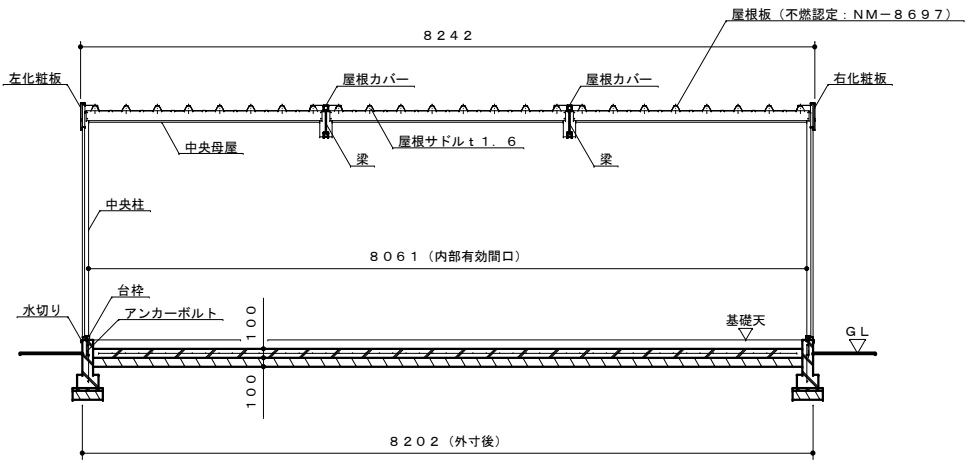 屋根板（不燃認定：NM－8697）
8242
左化粧板
屋根カバー
屋根カバー
右化粧板
中央母屋
屋根サドルt1．6
梁
梁
中央柱
8061（内部有効間口）
台枠
水切り
アンカーボルト
100
基礎天
GL
100
8202（外寸後）